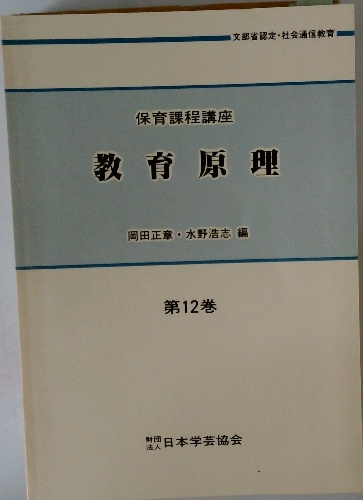 文部省認定・社会通信教育
保育課程講座
教育原理
岡田正章・水野浩志 編
第12巻
財団法人 日本学芸協会